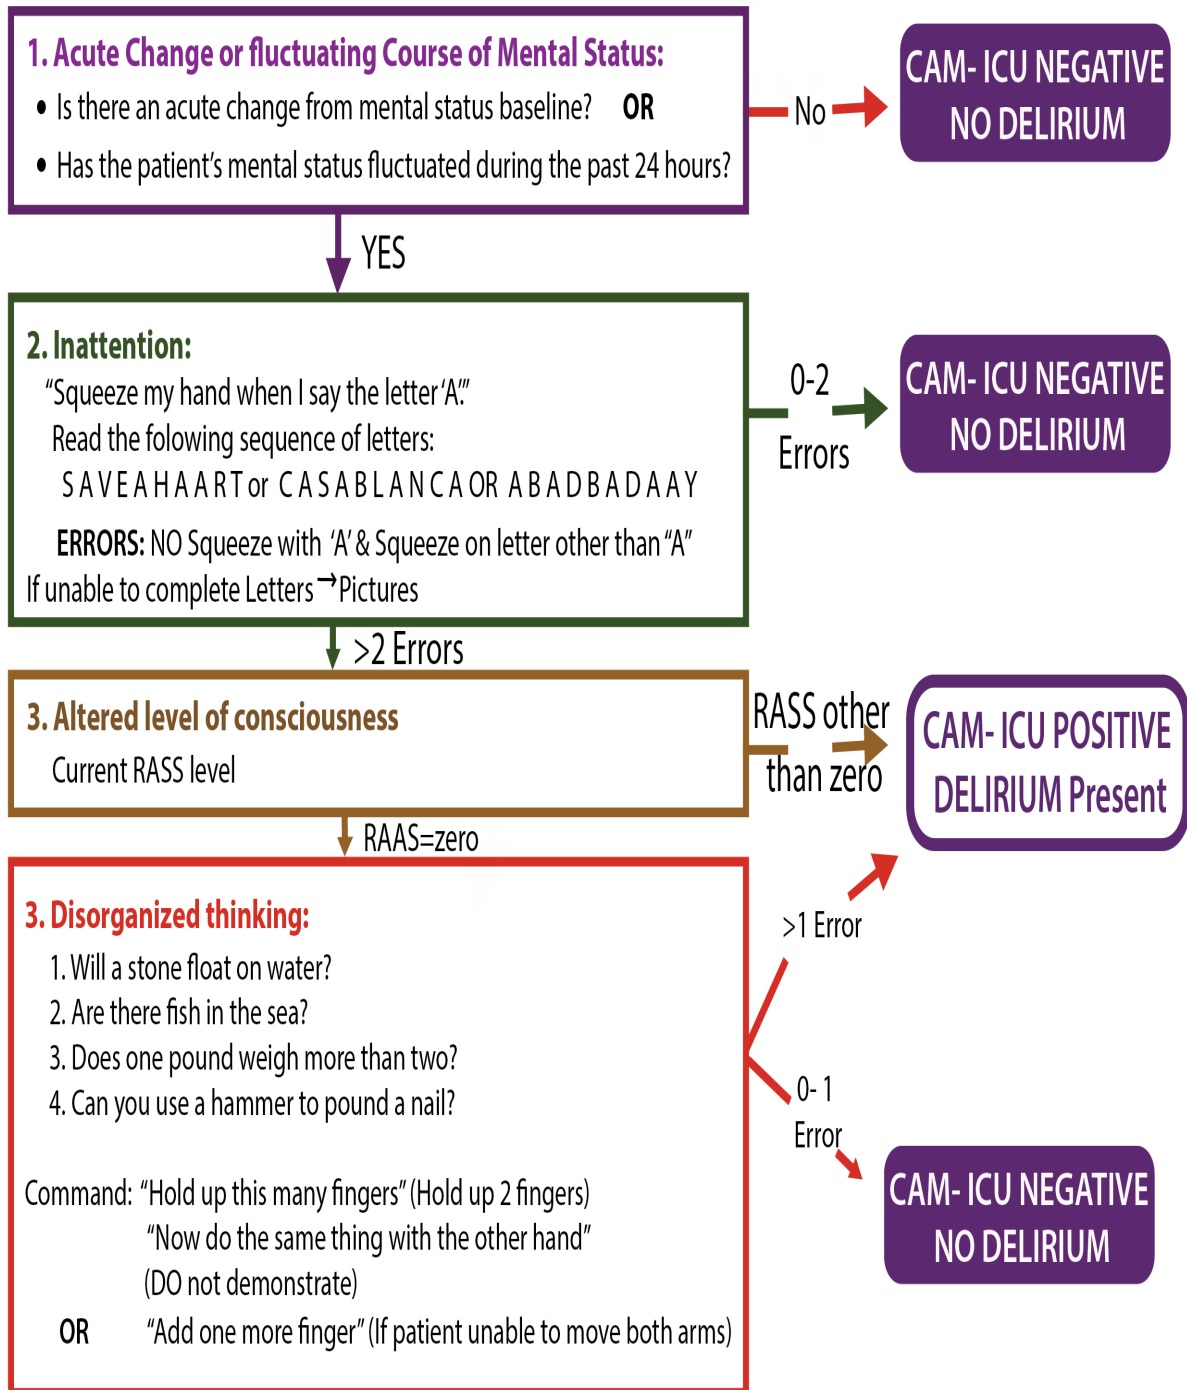 1. Acute Change or fluctuating Course of Mental Status:
• Is there an acute change from mental status baseline? OR
• Has the patient's mental status fluctuated during the past 24 hours?
No
CAM- ICU NEGATIVE
NO DELIRIUM
YES
2. Inattention:
“Squeeze my hand when I say the letter ‘A’.”
Read the folowing sequence of letters:
S A V E A H A A R T or C A S A B L A N C A OR A B A D B A D A A Y
ERRORS: NO Squeeze with ‘A’ & Squeeze on letter other than “A”
If unable to complete Letters → Pictures
0-2
Errors
CAM- ICU NEGATIVE
NO DELIRIUM
>2 Errors
3. Altered level of consciousness
Current RASS level
RASS other
than zero
CAM- ICU POSITIVE
DELIRIUM Present
RAAS=zero
3. Disorganized thinking:
1. Will a stone float on water?
2. Are there fish in the sea?
3. Does one pound weigh more than two?
4. Can you use a hammer to pound a nail?
Command: “Hold up this many fingers” (Hold up 2 fingers)
“Now do the same thing with the other hand”
(DO not demonstrate)
OR “Add one more finger” (If patient unable to move both arms)
>1 Error
0- 1
Error
CAM- ICU NEGATIVE
NO DELIRIUM